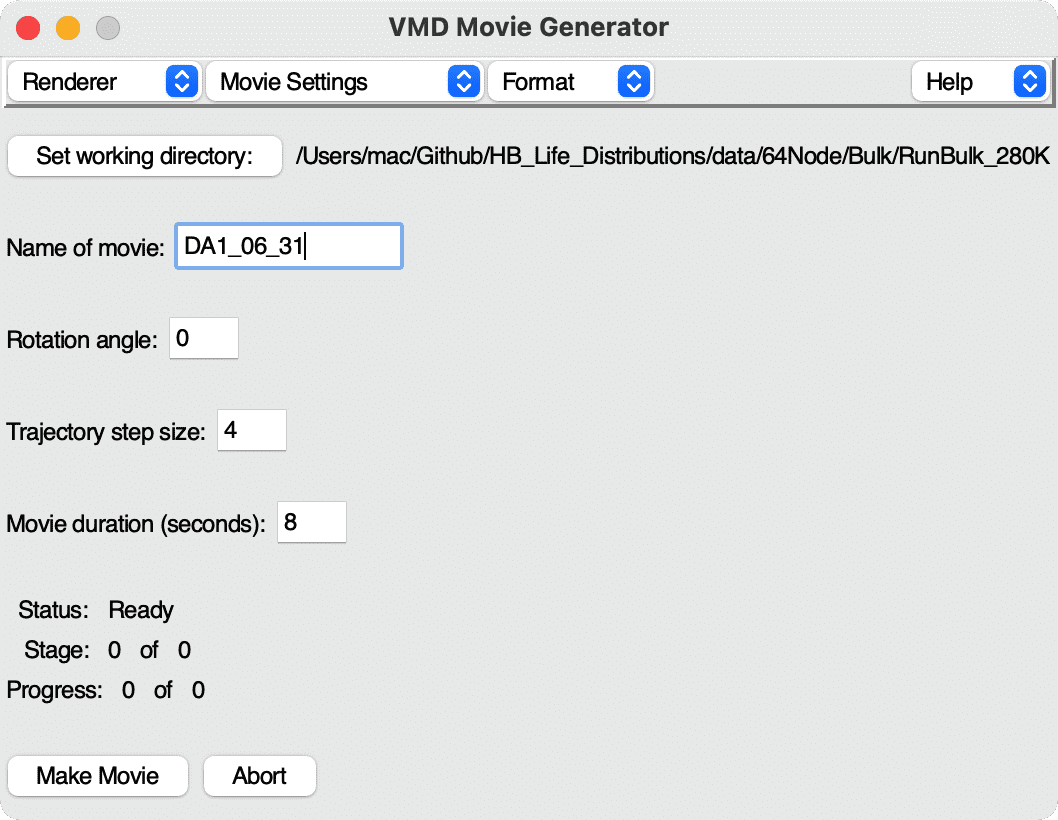 VMD Movie Generator
Renderer Movie Settings Format Help
Set working directory: /Users/mac/Github/HB_Life_Distributions/data/64Node/Bulk/RunBulk_280K
Name of movie: DA1_06_31
Rotation angle: 0
Trajectory step size: 4
Movie duration (seconds): 8
Status: Ready
Stage: 0 of 0
Progress: 0 of 0
Make Movie Abort